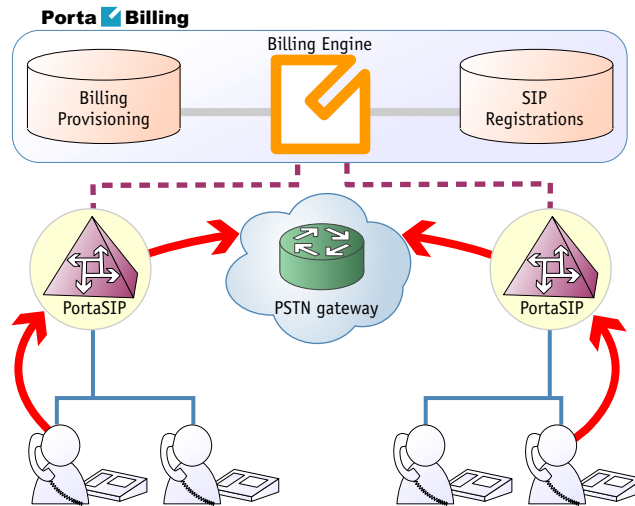 Porta Billing
Billing Engine
Billing
Provisioning
SIP
Registrations
PortaSIP
PSTN gateway
PortaSIP